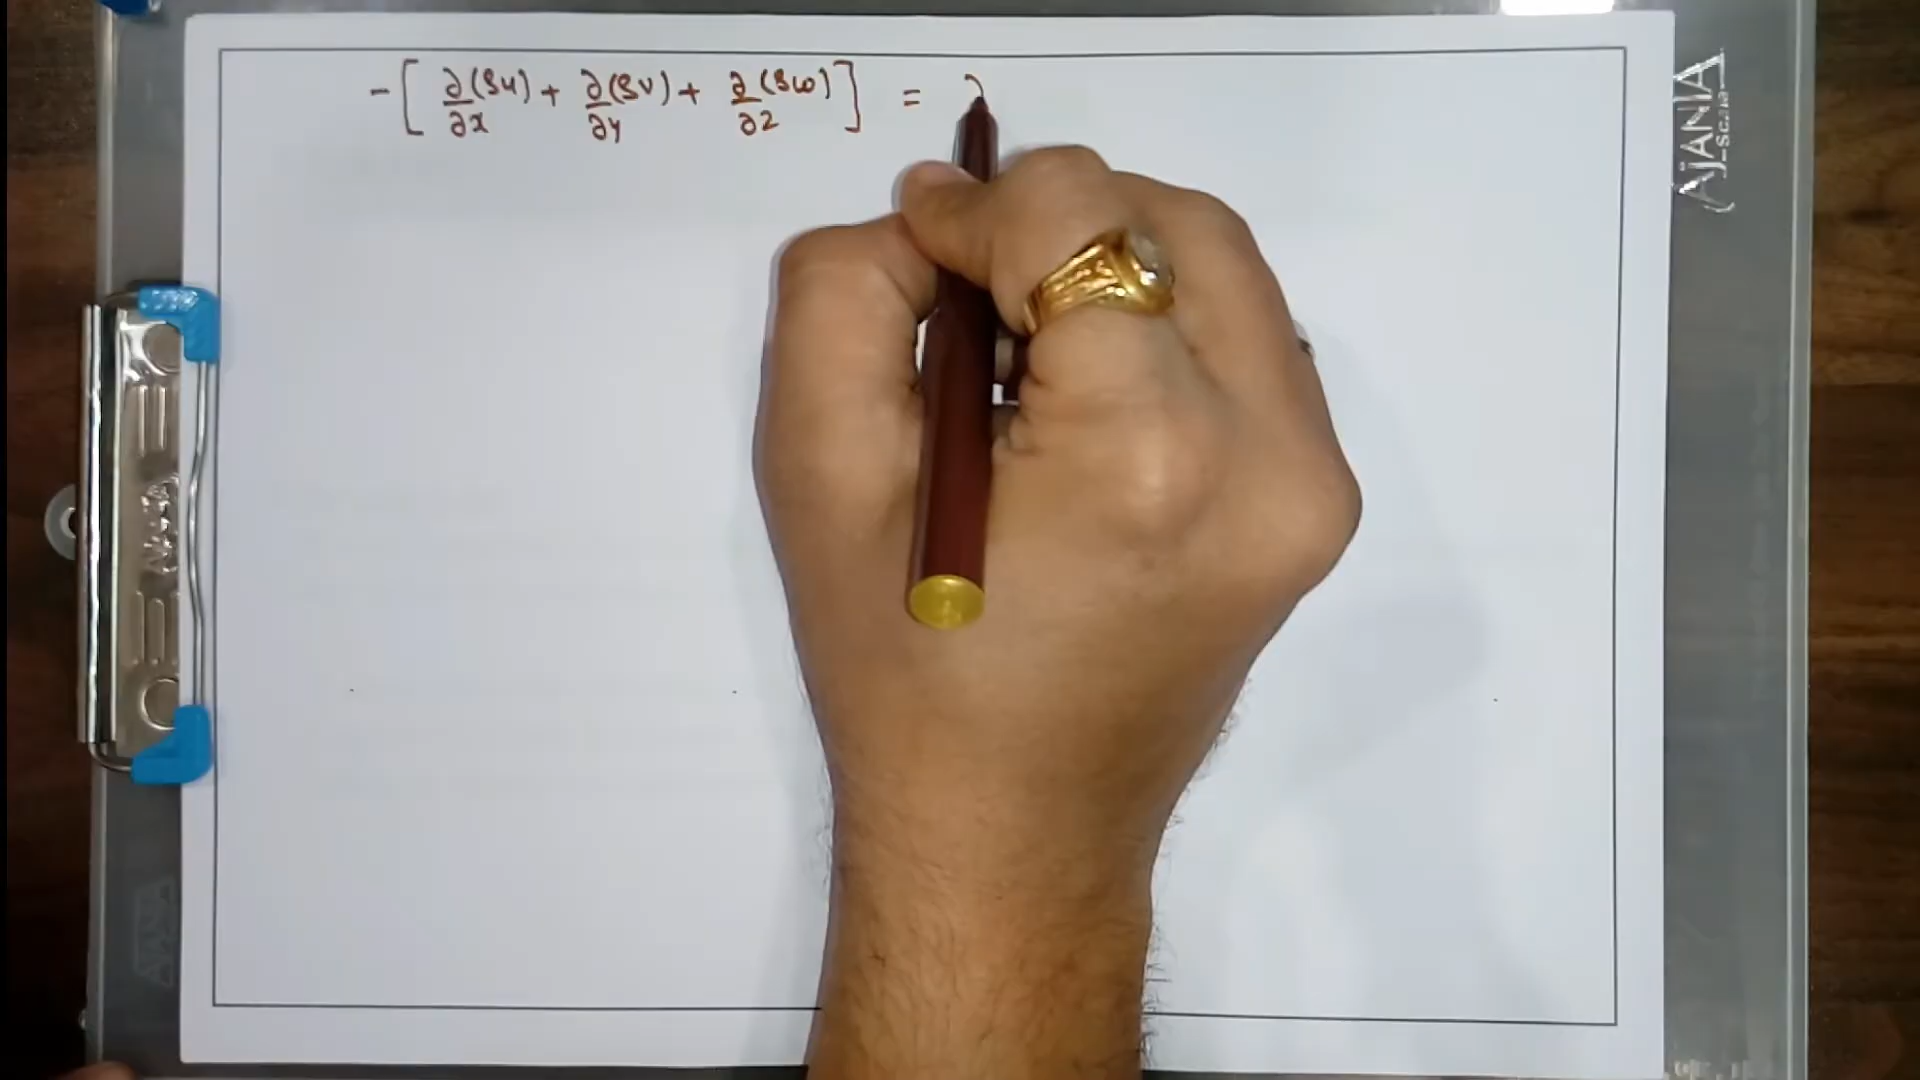 -[ ∂/∂x (ρu) + ∂/∂y (ρv) + ∂/∂z (ρw) ] = ∂
AJANTA